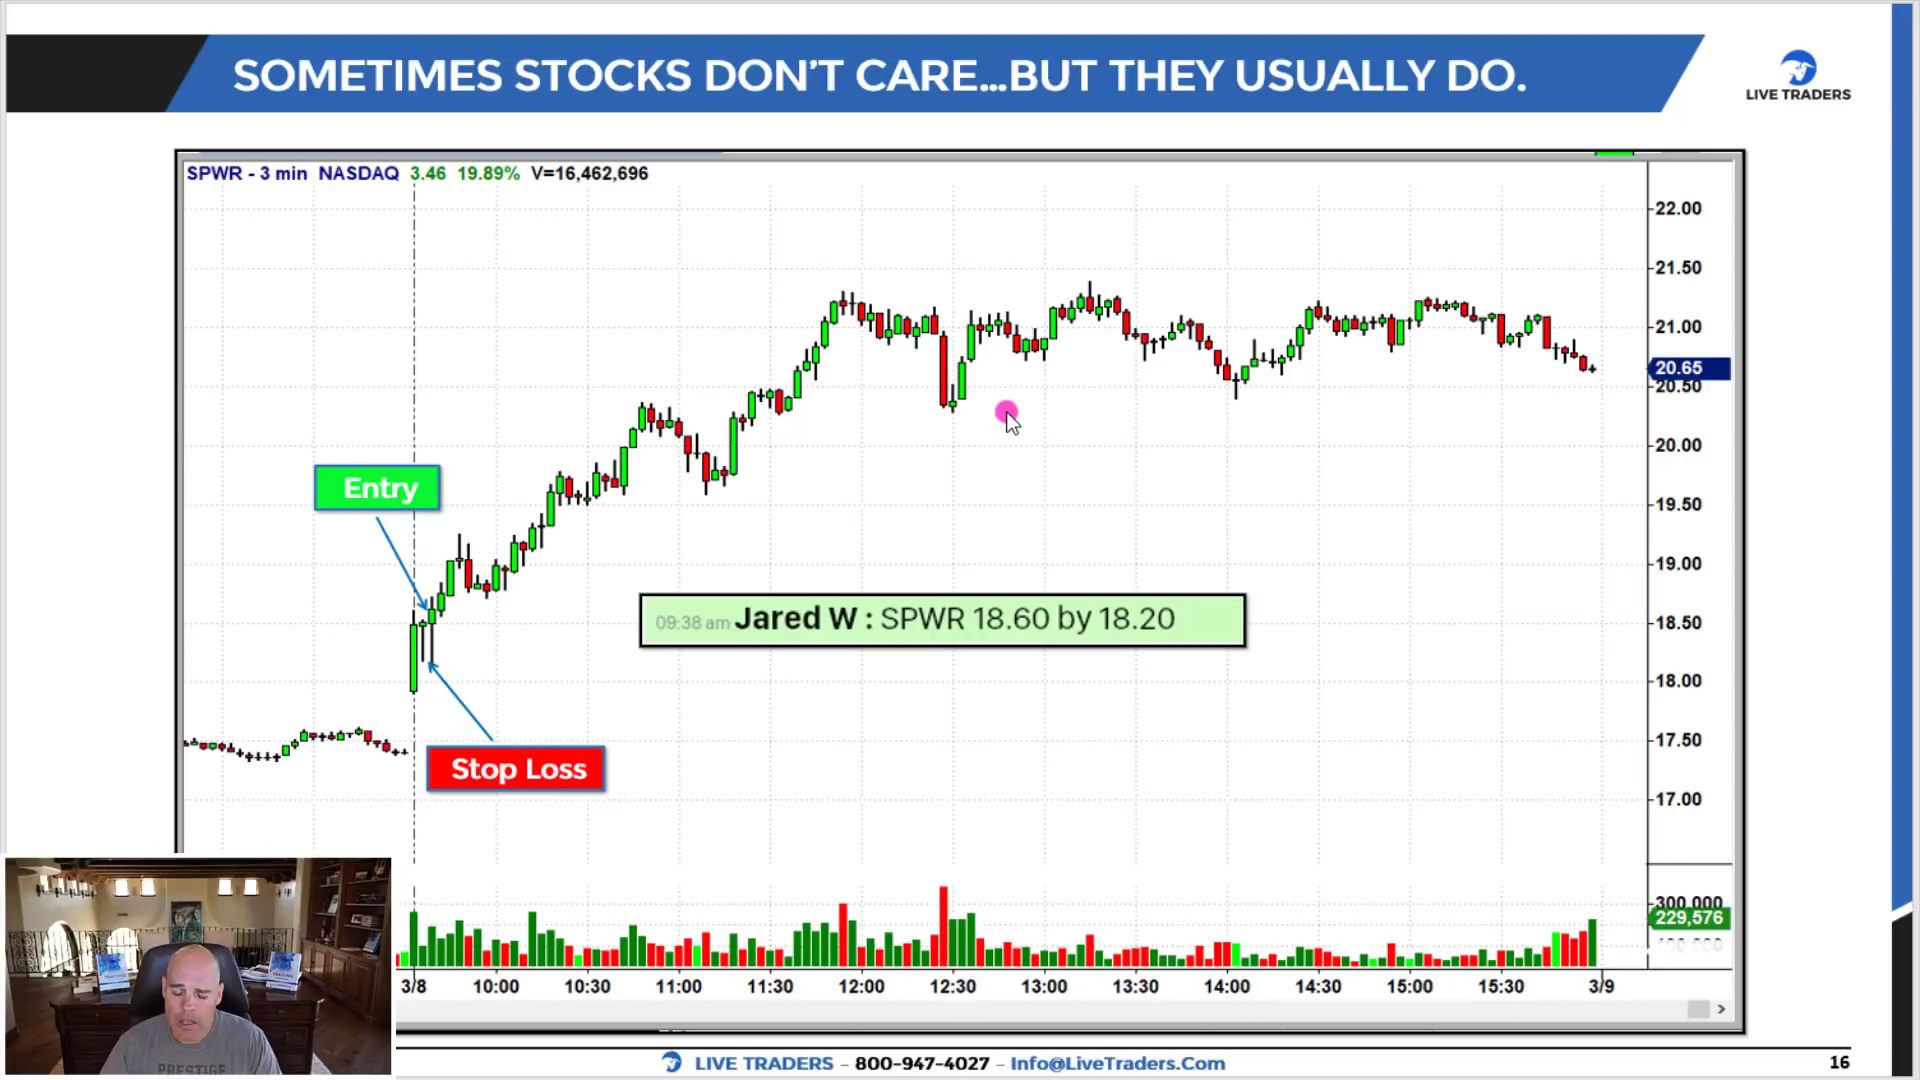 SOMETIMES STOCKS DON'T CARE...BUT THEY USUALLY DO.
LIVE TRADERS
SPWR - 3 min NASDAQ 3.46 19.89% V=16,462,696
22.00
21.50
21.00
20.65
20.50
20.00
19.50
19.00
18.50
18.00
17.50
17.00
Entry
09:38 am Jared W : SPWR 18.60 by 18.20
Stop Loss
300,000
229,576
3/8 10:00 10:30 11:00 11:30 12:00 12:30 13:00 13:30 14:00 14:30 15:00 15:30 3/9
PRESTIGE
LIVE TRADERS – 800-947-4027 – Info@LiveTraders.Com
16